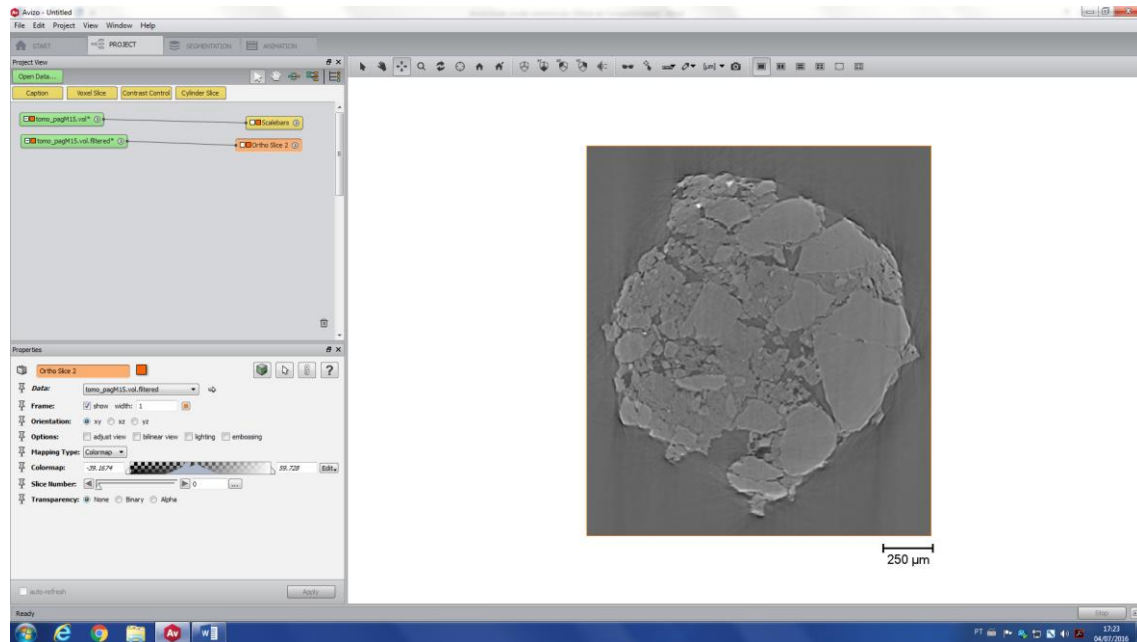 Avizo - Untitled
File Edit Project View Window Help
START PROJECT SEGMENTATION ANIMATION
Project View
Open Data...
Caption Voxel Slice Contrast Control Cylinder Slice
tomo_pagM15.vol* Scalebars
tomo_pagM15.vol.filtered* Ortho Slice 2
Properties
Ortho Slice 2
Data: tomo_pagM15.vol.filtered
Frame: show width: 1
Orientation: xy xz yz
Options: adjust view bilinear view lighting embossing
Mapping Type: Colormap
Colormap: -39.1674 59.728 Edit
Slice Number: 0 ...
Transparency: None Binary Alpha
250 µm
auto-refresh Apply
Ready Stop
PT 17:23
04/07/2016